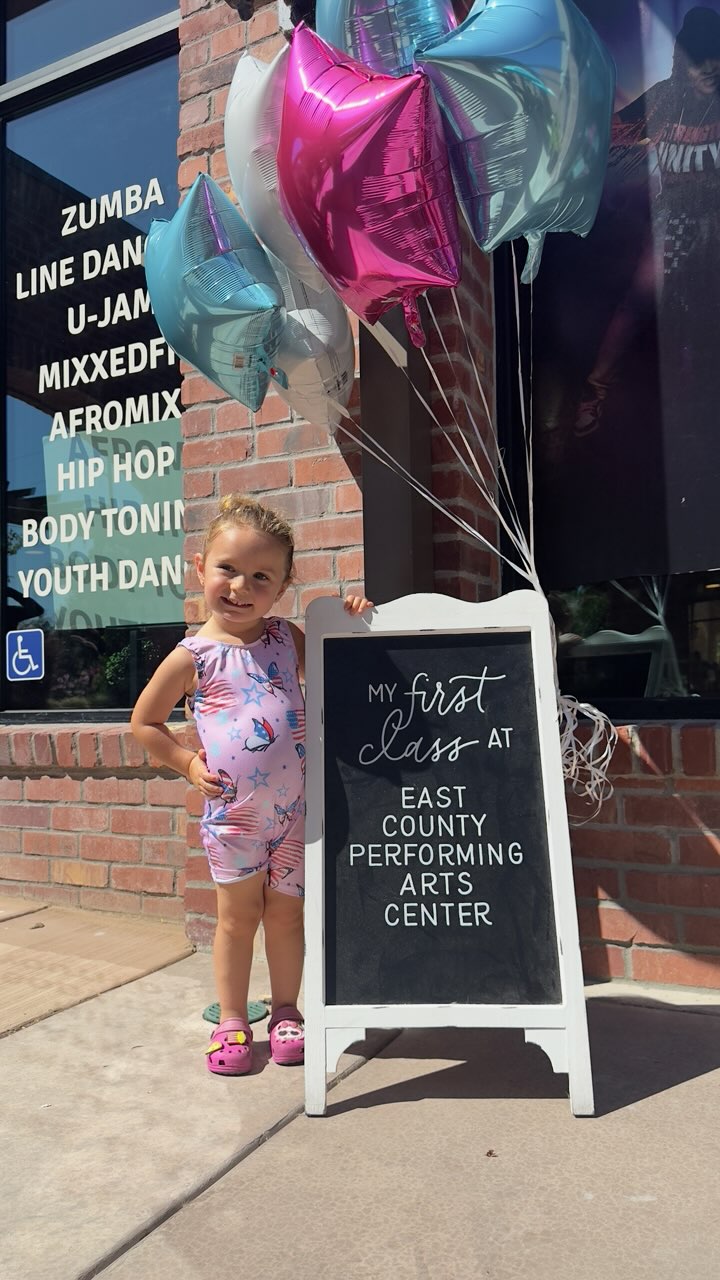 ZUMBA
LINE DANC
U-JAM
MIXXEDFI
AFROMIX
HIP HOP
BODY TONIN
YOUTH DAN
MY first
class AT
EAST
COUNTY
PERFORMING
ARTS
CENTER